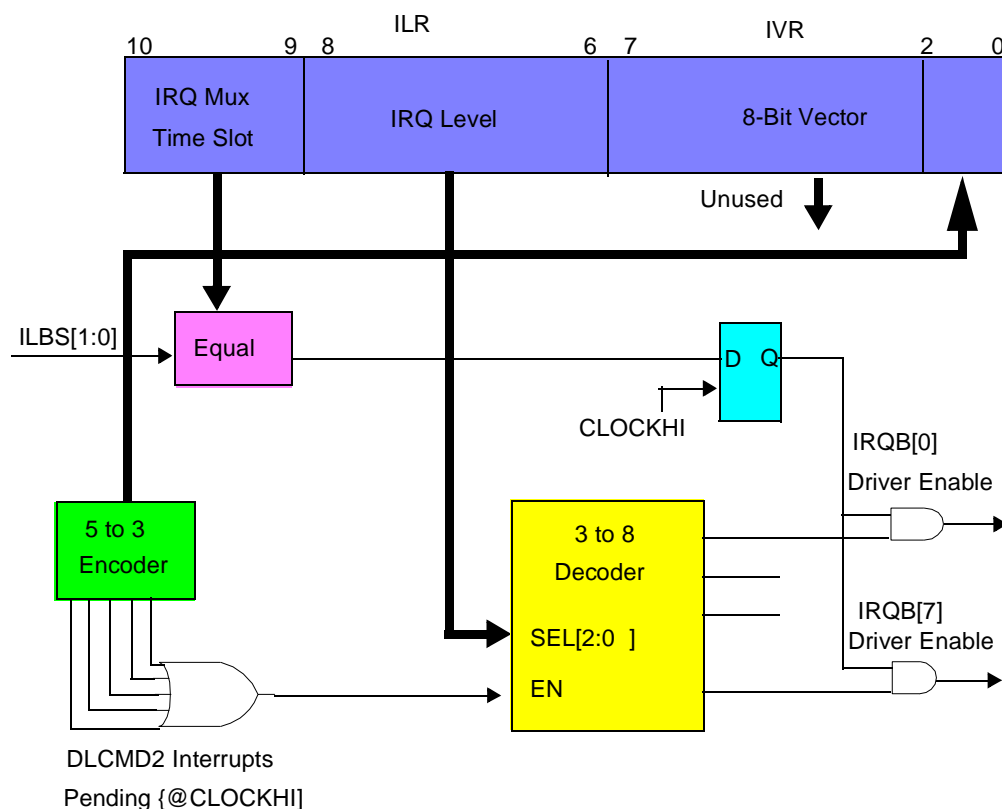 ILR
IVR
10
9
8
6
7
2
0
IRQ Mux
Time Slot
IRQ Level
8-Bit Vector
Unused
ILBS[1:0]
Equal
D
Q
CLOCKHI
IRQB[0]
Driver Enable
5 to 3
Encoder
3 to 8
Decoder
SEL[2:0 ]
EN
IRQB[7]
Driver Enable
DLCMD2 Interrupts
Pending {@CLOCKHI]